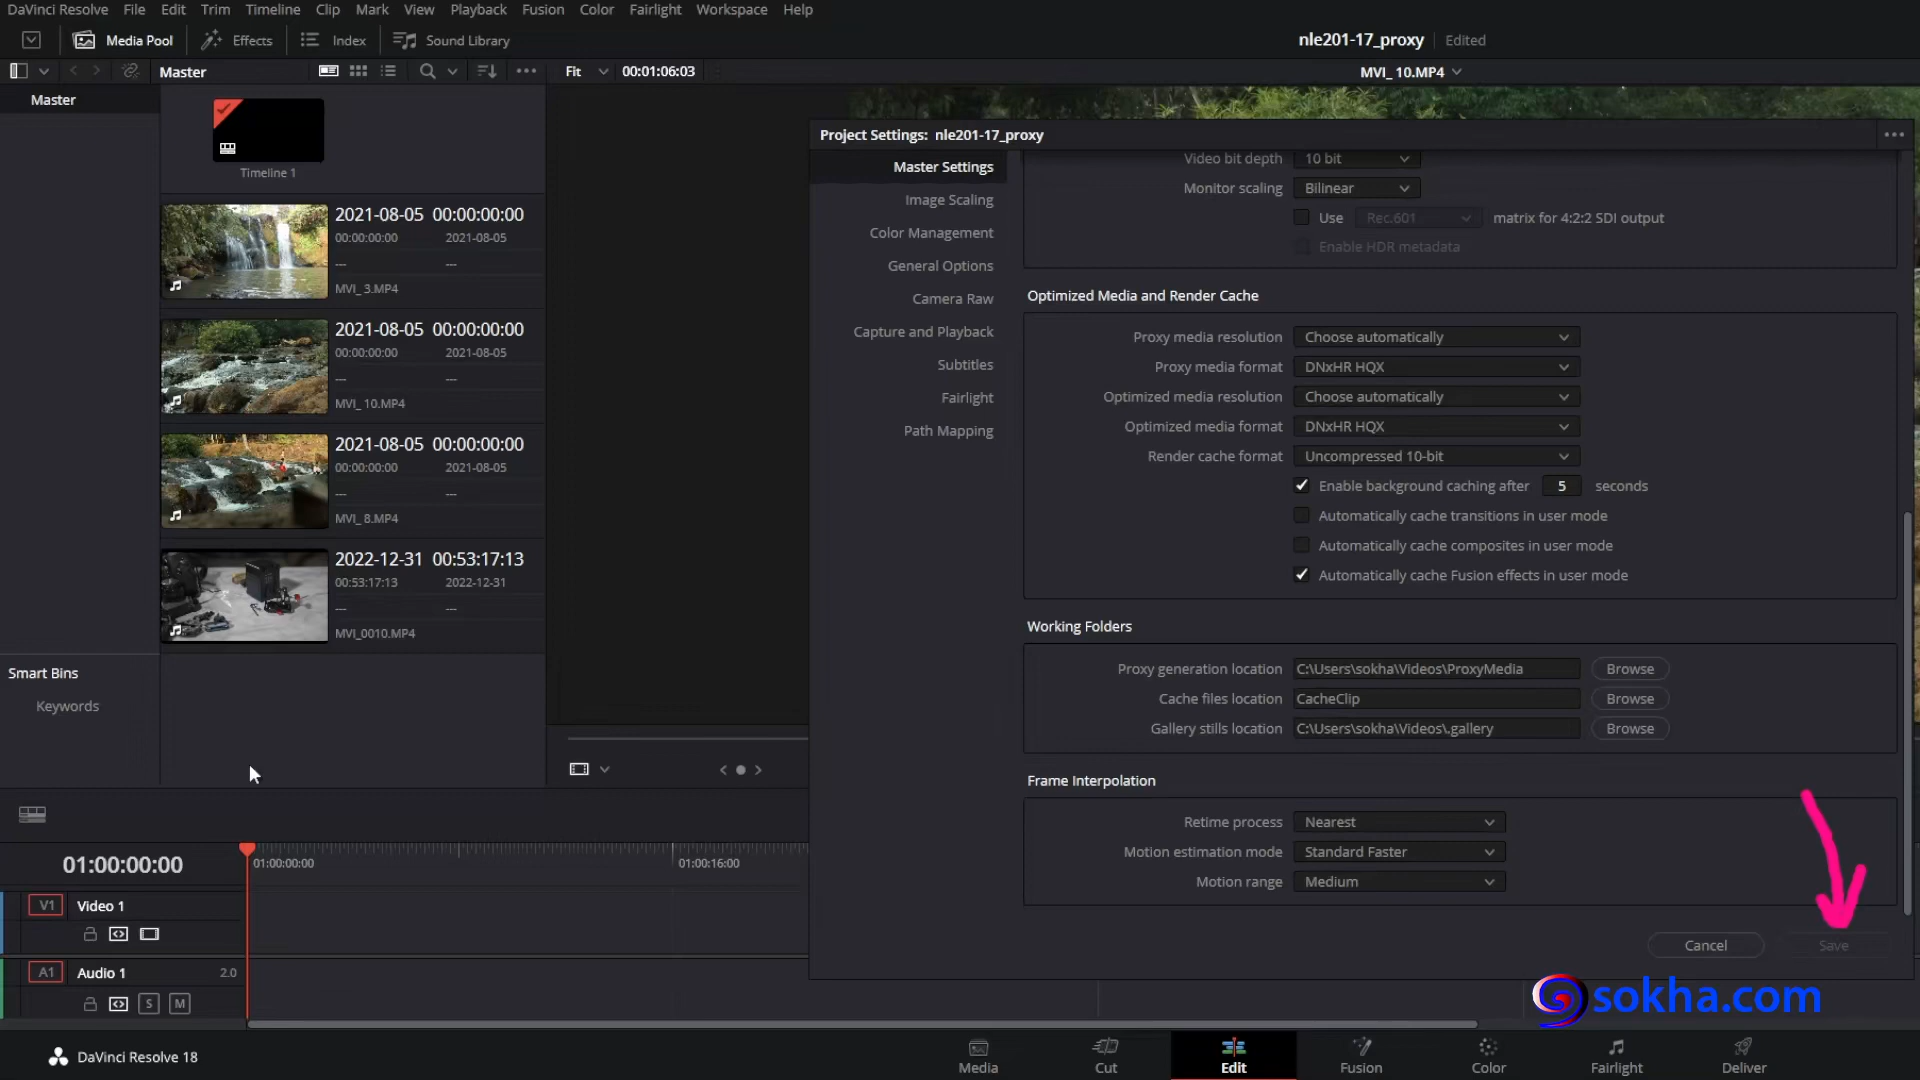 DaVinci Resolve File Edit Trim Timeline Clip Mark View Playback Fusion Color Fairlight Workspace Help
Media Pool Effects Index Sound Library
nle201-17_proxy Edited
Master
Fit 00:01:06:03
MVI_ 10.MP4
Master
Timeline 1
2021-08-05 00:00:00:00
00:00:00:00 2021-08-05
--- ---
MVI_ 3.MP4
2021-08-05 00:00:00:00
00:00:00:00 2021-08-05
--- ---
MVI_ 10.MP4
2021-08-05 00:00:00:00
00:00:00:00 2021-08-05
--- ---
MVI_ 8.MP4
2022-12-31 00:53:17:13
00:53:17:13 2022-12-31
--- ---
MVI_0010.MP4
Smart Bins
Keywords
Project Settings: nle201-17_proxy
Master Settings
Image Scaling
Color Management
General Options
Camera Raw
Capture and Playback
Subtitles
Fairlight
Path Mapping
Video bit depth 10 bit
Monitor scaling Bilinear
Use Rec.601 matrix for 4:2:2 SDI output
Enable HDR metadata
Optimized Media and Render Cache
Proxy media resolution Choose automatically
Proxy media format DNxHR HQX
Optimized media resolution Choose automatically
Optimized media format DNxHR HQX
Render cache format Uncompressed 10-bit
Enable background caching after 5 seconds
Automatically cache transitions in user mode
Automatically cache composites in user mode
Automatically cache Fusion effects in user mode
Working Folders
Proxy generation location C:\Users\sokha\Videos\ProxyMedia Browse
Cache files location CacheClip Browse
Gallery stills location C:\Users\sokha\Videos\.gallery Browse
Frame Interpolation
Retime process Nearest
Motion estimation mode Standard Faster
Motion range Medium
Cancel Save
01:00:00:00
01:00:00:00 01:00:16:00
V1 Video 1
A1 Audio 1 2.0
S M
sokha.com
DaVinci Resolve 18
Media Cut Edit Fusion Color Fairlight Deliver